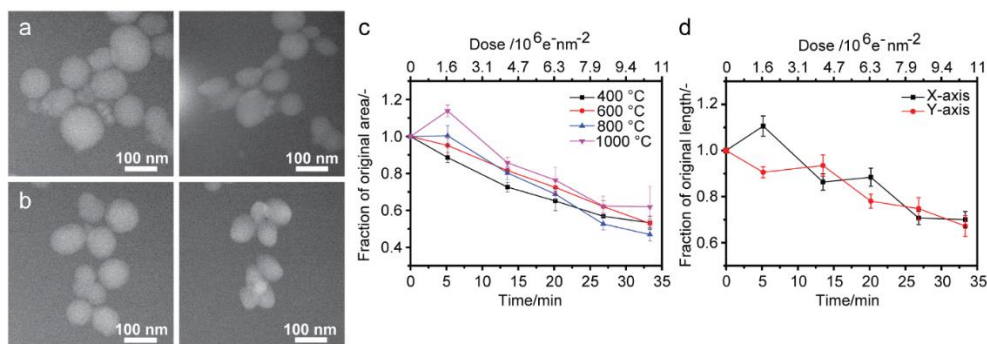 a
100 nm
100 nm
b
100 nm
100 nm
c
Dose /10⁶e⁻nm⁻²
0 1.6 3.1 4.7 6.3 7.9 9.4 11
Fraction of original area/-
1.2
1.0
0.8
0.6
0.4
400 °C
600 °C
800 °C
1000 °C
0 5 10 15 20 25 30 35
Time/min
d
Dose /10⁶e⁻nm⁻²
0 1.6 3.1 4.7 6.3 7.9 9.4 11
Fraction of original length/-
1.2
1.0
0.8
0.6
X-axis
Y-axis
0 5 10 15 20 25 30 35
Time/min